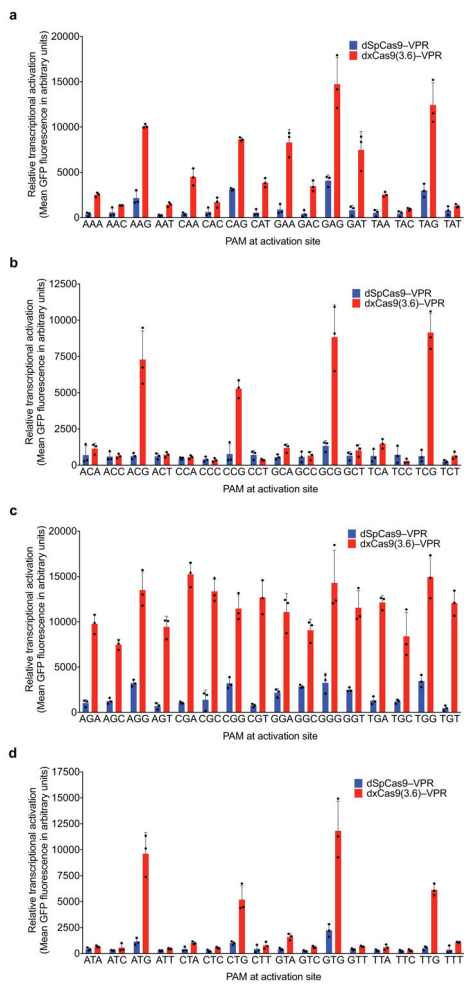 a
Relative transcriptional activation
(Mean GFP fluorescence in arbitrary units)
20000
15000
10000
5000
0
dSpCas9–VPR
dxCas9(3.6)–VPR
AAA AAC AAG AAT CAA CAC CAG CAT GAA GAC GAG GAT TAA TAC TAG TAT
PAM at activation site
b
Relative transcriptional activation
(Mean GFP fluorescence in arbitrary units)
12500
10000
7500
5000
2500
0
dSpCas9–VPR
dxCas9(3.6)–VPR
ACA ACC ACG ACT CCA CCC CCG CCT GCA GCC GCG GCT TCA TCC TCG TCT
PAM at activation site
c
Relative transcriptional activation
(Mean GFP fluorescence in arbitrary units)
20000
15000
10000
5000
0
dSpCas9–VPR
dxCas9(3.6)–VPR
AGA AGC AGG AGT CGA CGC CGG CGT GGA GGC GGG GGT TGA TGC TGG TGT
PAM at activation site
d
Relative transcriptional activation
(Mean GFP fluorescence in arbitrary units)
17500
15000
12500
10000
7500
5000
2500
0
dSpCas9–VPR
dxCas9(3.6)–VPR
ATA ATC ATG ATT CTA CTC CTG CTT GTA GTC GTG GTT TTA TTC TTG TTT
PAM at activation site